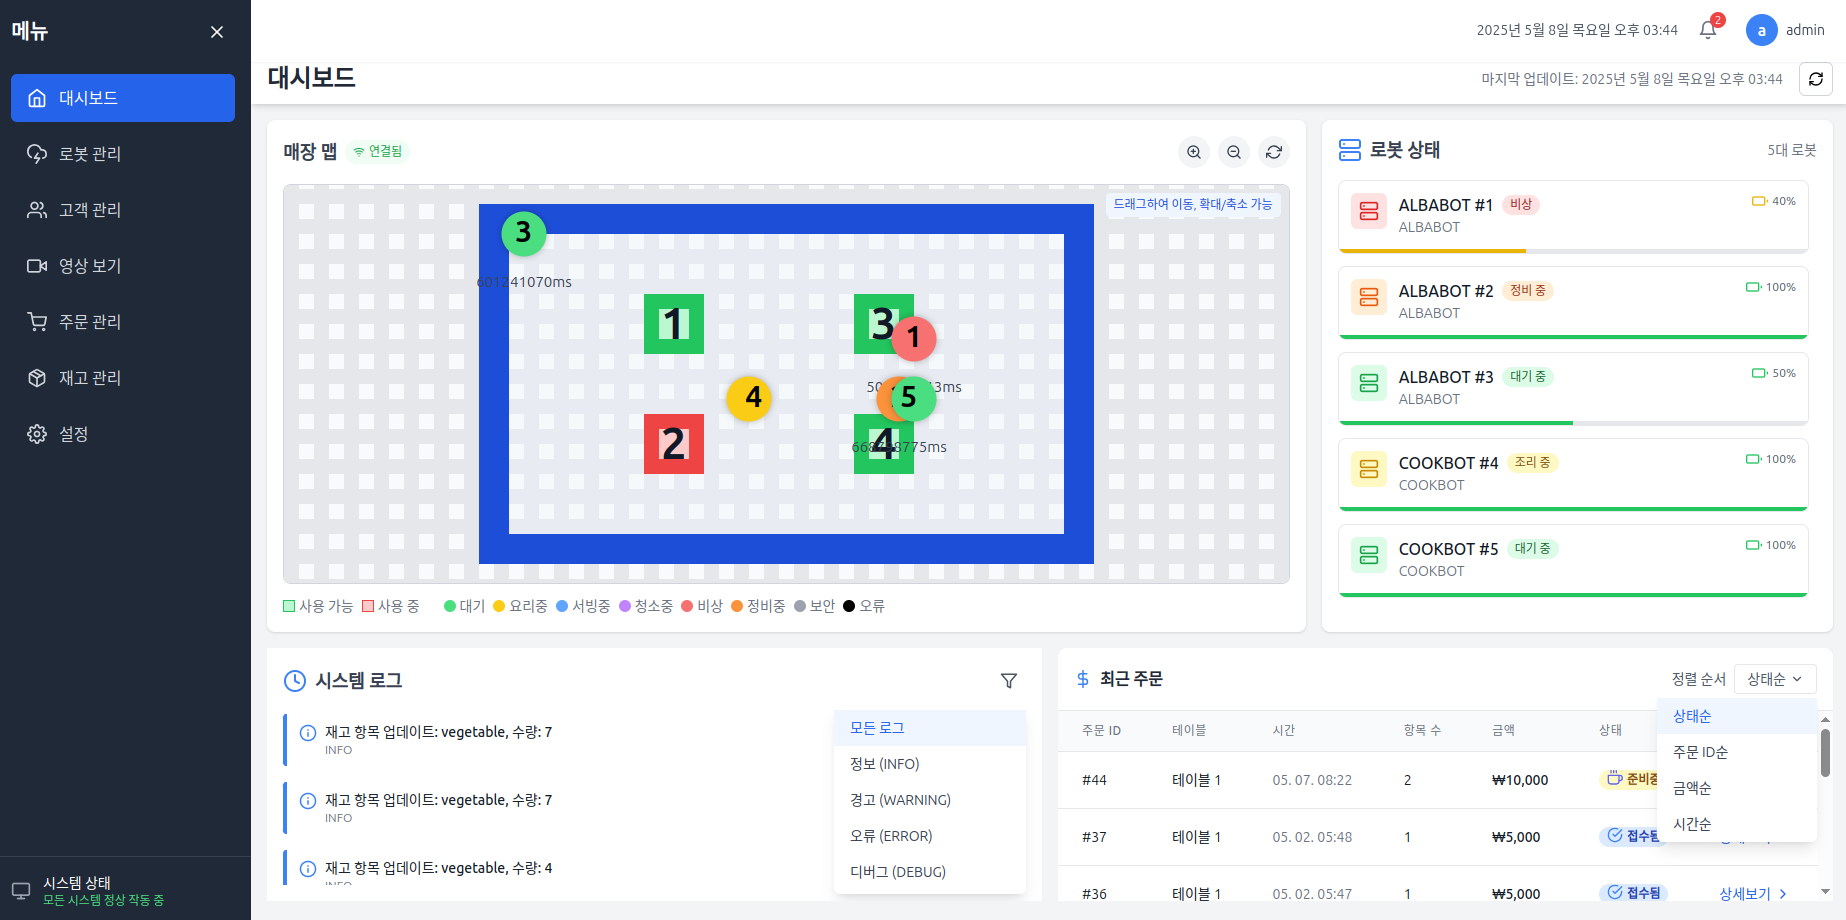 메뉴
대시보드
로봇 관리
고객 관리
영상 보기
주문 관리
재고 관리
설정
시스템 상태
모든 시스템 정상 작동 중
2025년 5월 8일 목요일 오후 03:44
2
a
admin
대시보드
마지막 업데이트: 2025년 5월 8일 목요일 오후 03:44
매장 맵
연결됨
드래그하여 이동, 확대/축소 가능
3
601241070ms
1
3
1
4
5
2
4
668798775ms
사용 가능
사용 중
대기
요리중
서빙중
청소중
비상
정비중
보안
오류
로봇 상태
5대 로봇
ALBABOT #1
비상
40%
ALBABOT
ALBABOT #2
정비 중
100%
ALBABOT
ALBABOT #3
대기 중
50%
ALBABOT
COOKBOT #4
조리 중
100%
COOKBOT
COOKBOT #5
대기 중
100%
COOKBOT
시스템 로그
재고 항목 업데이트: vegetable, 수량: 7
INFO
재고 항목 업데이트: vegetable, 수량: 7
INFO
재고 항목 업데이트: vegetable, 수량: 4
INFO
모든 로그
정보 (INFO)
경고 (WARNING)
오류 (ERROR)
디버그 (DEBUG)
최근 주문
정렬 순서
상태순
상태순
주문 ID순
금액순
시간순
주문 ID
테이블
시간
항목 수
금액
상태
#44
테이블 1
05. 07. 08:22
2
₩10,000
준비중
#37
테이블 1
05. 02. 05:48
1
₩5,000
접수됨
#36
테이블 1
05. 02. 05:47
1
₩5,000
접수됨
상세보기